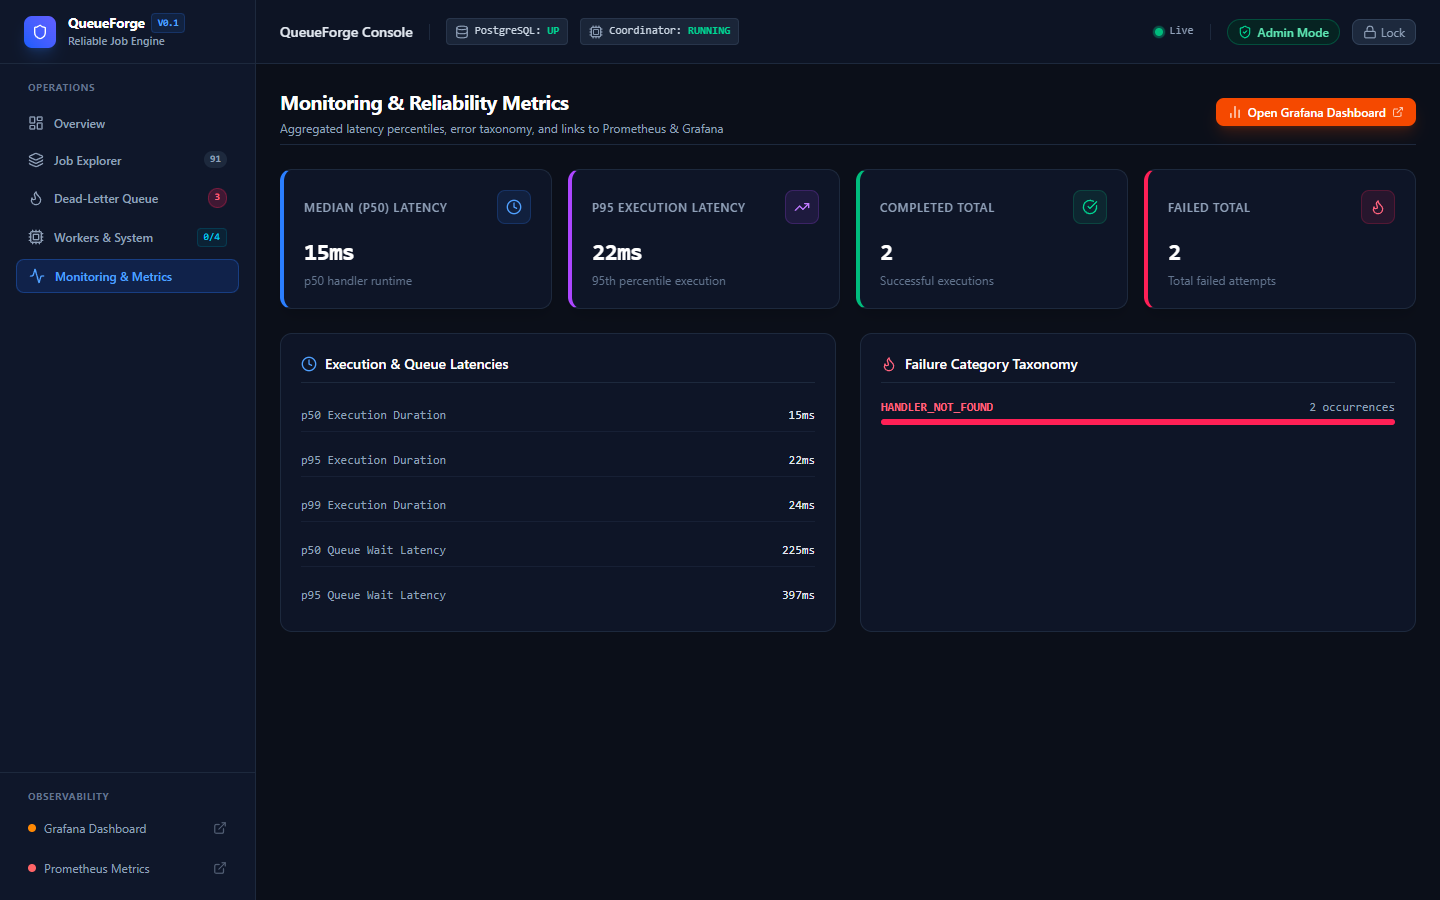 QueueForge V0.1
Reliable Job Engine
OPERATIONS
Overview
Job Explorer 91
Dead-Letter Queue 3
Workers & System 0/4
Monitoring & Metrics
OBSERVABILITY
Grafana Dashboard
Prometheus Metrics
QueueForge Console
PostgreSQL: UP
Coordinator: RUNNING
Live
Admin Mode
Lock
Monitoring & Reliability Metrics
Aggregated latency percentiles, error taxonomy, and links to Prometheus & Grafana
Open Grafana Dashboard
MEDIAN (P50) LATENCY
15ms
p50 handler runtime
P95 EXECUTION LATENCY
22ms
95th percentile execution
COMPLETED TOTAL
2
Successful executions
FAILED TOTAL
2
Total failed attempts
Execution & Queue Latencies
p50 Execution Duration 15ms
p95 Execution Duration 22ms
p99 Execution Duration 24ms
p50 Queue Wait Latency 225ms
p95 Queue Wait Latency 397ms
Failure Category Taxonomy
HANDLER_NOT_FOUND 2 occurrences